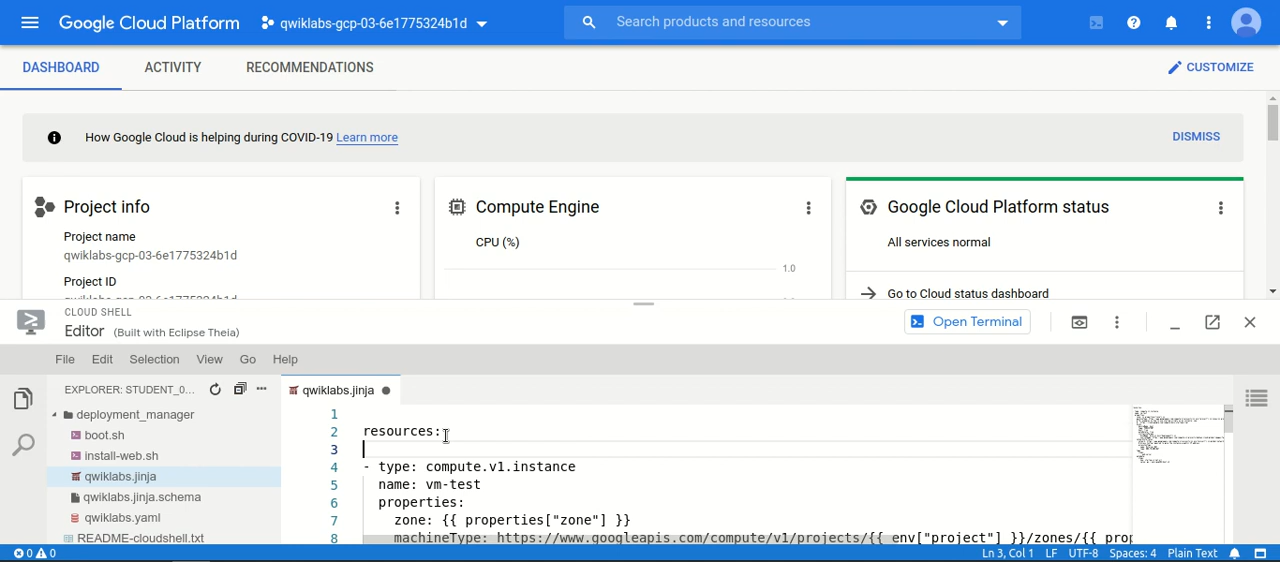 Google Cloud Platform
qwiklabs-gcp-03-6e1775324b1d
Search products and resources
DASHBOARD
ACTIVITY
RECOMMENDATIONS
CUSTOMIZE
How Google Cloud is helping during COVID-19 Learn more
DISMISS
Project info
Project name
qwiklabs-gcp-03-6e1775324b1d
Project ID
Compute Engine
CPU (%)
1.0
Google Cloud Platform status
All services normal
Go to Cloud status dashboard
CLOUD SHELL
Editor (Built with Eclipse Theia)
Open Terminal
File Edit Selection View Go Help
EXPLORER: STUDENT_0...
deployment_manager
boot.sh
install-web.sh
qwiklabs.jinja
qwiklabs.jinja.schema
qwiklabs.yaml
README-cloudshell.txt
qwiklabs.jinja
1
2 resources:
3
4 - type: compute.v1.instance
5 name: vm-test
6 properties:
7 zone: {{ properties["zone"] }}
8 machineType: https://www.googleapis.com/compute/v1/projects/{{ env["project"] }}/zones/{{ prop
0 0
Ln 3, Col 1 LF UTF-8 Spaces: 4 Plain Text